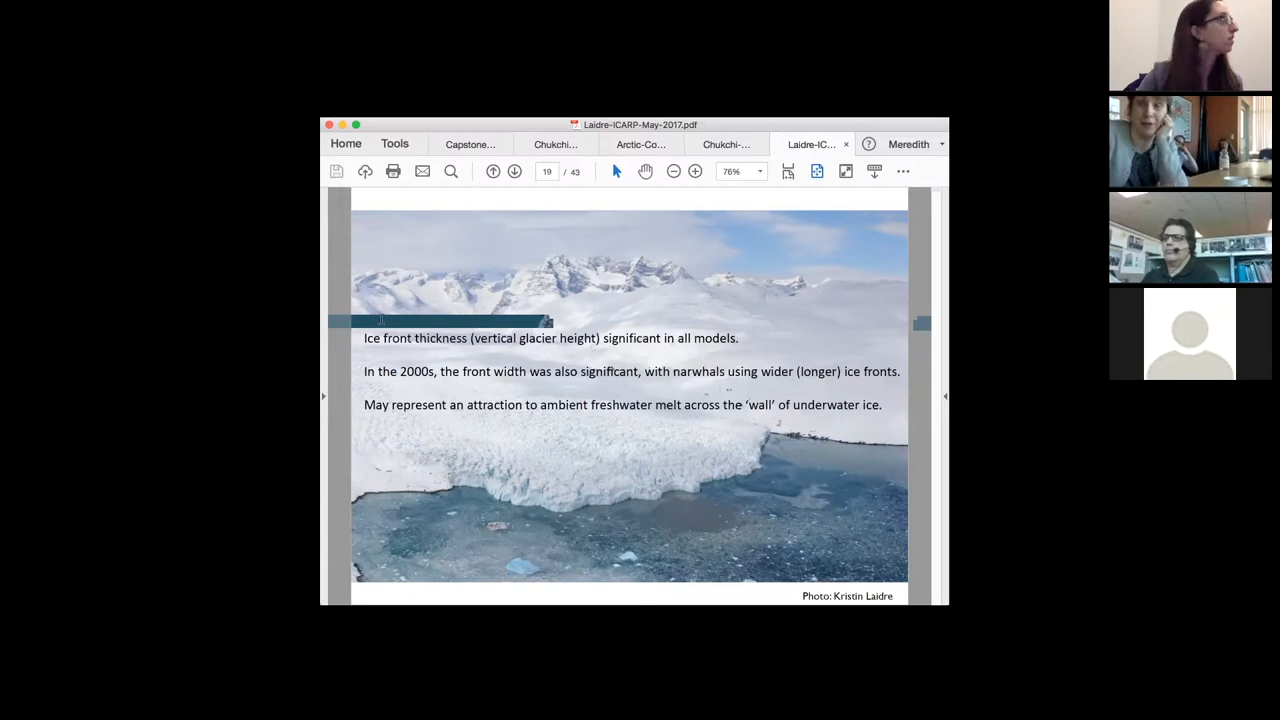 Laidre-ICARP-May-2017.pdf
Home Tools Capstone... Chukchi... Arctic-Co... Chukchi-... Laidre-IC... × ? Meredith
19 / 43 76%
Ice front thickness (vertical glacier height) significant in all models.
In the 2000s, the front width was also significant, with narwhals using wider (longer) ice fronts.
May represent an attraction to ambient freshwater melt across the ‘wall’ of underwater ice.
Photo: Kristin Laidre